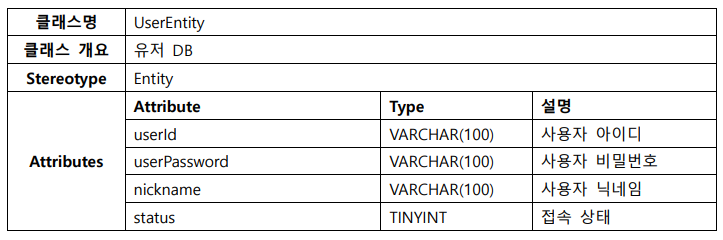 클래스명 UserEntity
클래스 개요 유저 DB
Stereotype Entity
Attributes
Attribute Type 설명
userId VARCHAR(100) 사용자 아이디
userPassword VARCHAR(100) 사용자 비밀번호
nickname VARCHAR(100) 사용자 닉네임
status TINYINT 접속 상태